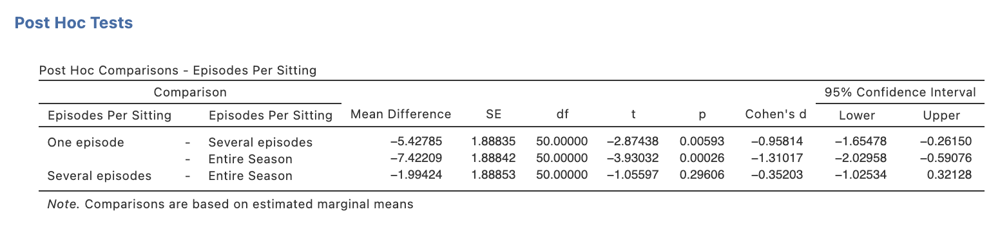 Post Hoc Tests
Post Hoc Comparisons - Episodes Per Sitting
Comparison 95% Confidence Interval
Episodes Per Sitting Episodes Per Sitting Mean Difference SE df t p Cohen's d Lower Upper
One episode - Several episodes −5.42785 1.88835 50.00000 −2.87438 0.00593 −0.95814 −1.65478 −0.26150
- Entire Season −7.42209 1.88842 50.00000 −3.93032 0.00026 −1.31017 −2.02958 −0.59076
Several episodes - Entire Season −1.99424 1.88853 50.00000 −1.05597 0.29606 −0.35203 −1.02534 0.32128
Note. Comparisons are based on estimated marginal means